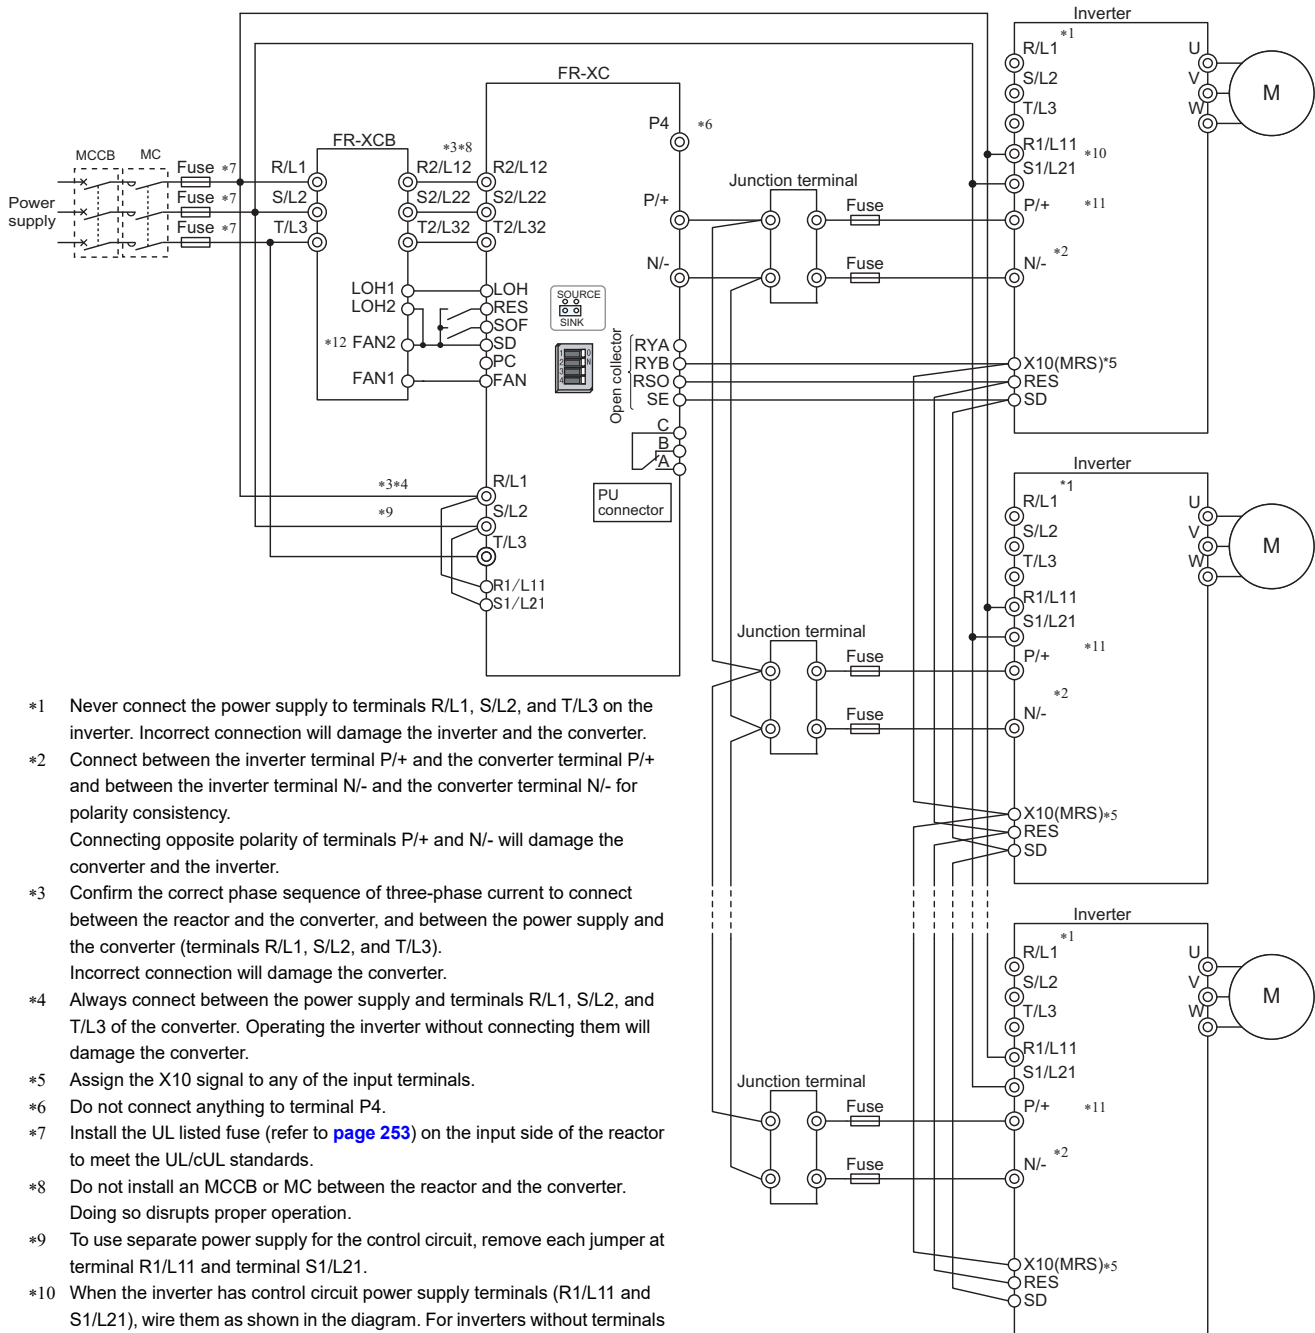 Inverter
R/L1 *1
S/L2
T/L3
R1/L11 *10
S1/L21
P/+ *11
N/- *2
X10(MRS)*5
RES
SD
U
V
W
M
FR-XC
P4 *6
P/+
N/-
RYA
RYB
RSO
SE
Open collector
C
B
A
PU
connector
SOURCE
SINK
1
2
3
4
O
N
*3*8
R2/L12
S2/L22
T2/L32
LOH
RES
SOF
SD
PC
FAN
*3*4
*9
R/L1
S/L2
T/L3
R1/L11
S1/L21
FR-XCB
R/L1
S/L2
T/L3
R2/L12
S2/L22
T2/L32
LOH1
LOH2
*12 FAN2
FAN1
Power
supply
MCCB
MC
Fuse *7
Fuse *7
Fuse *7
Junction terminal
Fuse
Fuse
Inverter
R/L1 *1
S/L2
T/L3
R1/L11
S1/L21
P/+ *11
N/- *2
X10(MRS)*5
RES
SD
U
V
W
M
Junction terminal
Fuse
Fuse
Inverter
R/L1 *1
S/L2
T/L3
R1/L11
S1/L21
P/+ *11
N/- *2
X10(MRS)*5
RES
SD
U
V
W
M
Junction terminal
Fuse
Fuse
*1 Never connect the power supply to terminals R/L1, S/L2, and T/L3 on the
inverter. Incorrect connection will damage the inverter and the converter.
*2 Connect between the inverter terminal P/+ and the converter terminal P/+
and between the inverter terminal N/- and the converter terminal N/- for
polarity consistency.
Connecting opposite polarity of terminals P/+ and N/- will damage the
converter and the inverter.
*3 Confirm the correct phase sequence of three-phase current to connect
between the reactor and the converter, and between the power supply and
the converter (terminals R/L1, S/L2, and T/L3).
Incorrect connection will damage the converter.
*4 Always connect between the power supply and terminals R/L1, S/L2, and
T/L3 of the converter. Operating the inverter without connecting them will
damage the converter.
*5 Assign the X10 signal to any of the input terminals.
*6 Do not connect anything to terminal P4.
*7 Install the UL listed fuse (refer to page 253) on the input side of the reactor
to meet the UL/cUL standards.
*8 Do not install an MCCB or MC between the reactor and the converter.
Doing so disrupts proper operation.
*9 To use separate power supply for the control circuit, remove each jumper at
terminal R1/L11 and terminal S1/L21.
*10 When the inverter has control circuit power supply terminals (R1/L11 and
S1/L21), wire them as shown in the diagram. For inverters without terminals